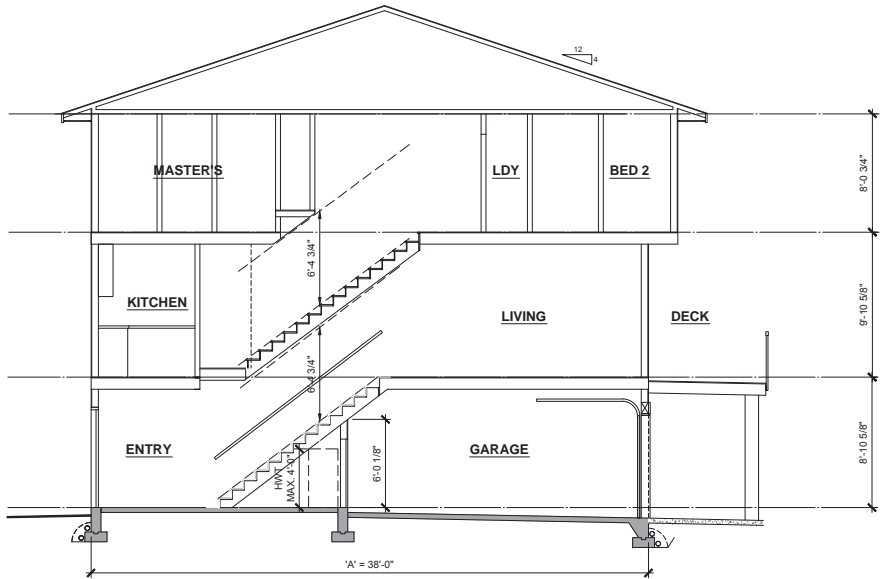 12
4
MASTER'S
LDY
BED 2
8'-0 3/4"
6'-4 3/4"
KITCHEN
LIVING
DECK
9'-10 5/8"
6'-4 3/4"
ENTRY
GARAGE
HWT
MAX. 4'-0"
6'-0 1/8"
8'-10 5/8"
'A' = 38'-0"